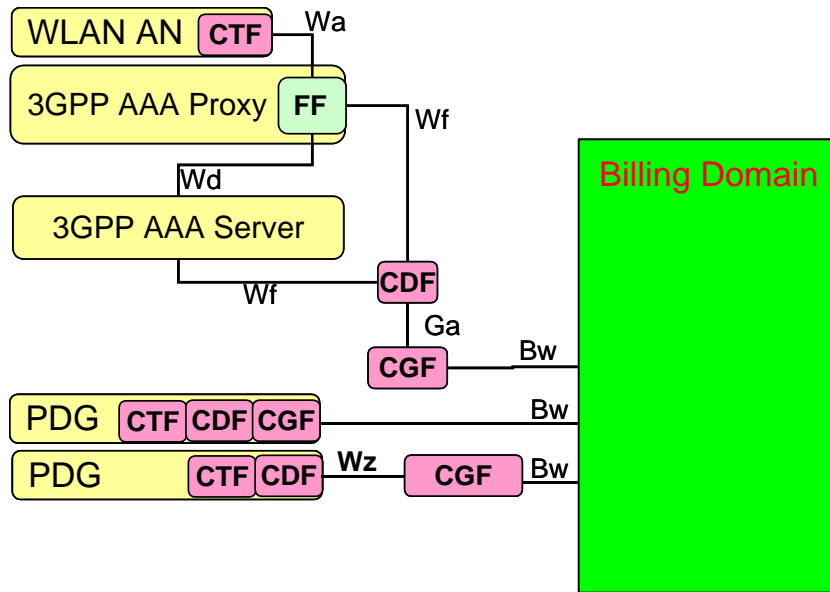 WLAN AN CTF Wa
3GPP AAA Proxy FF Wf
Wd
Billing Domain
3GPP AAA Server
Wf CDF
Ga
CGF Bw
PDG CTF CDF CGF Bw
PDG CTF CDF Wz CGF Bw